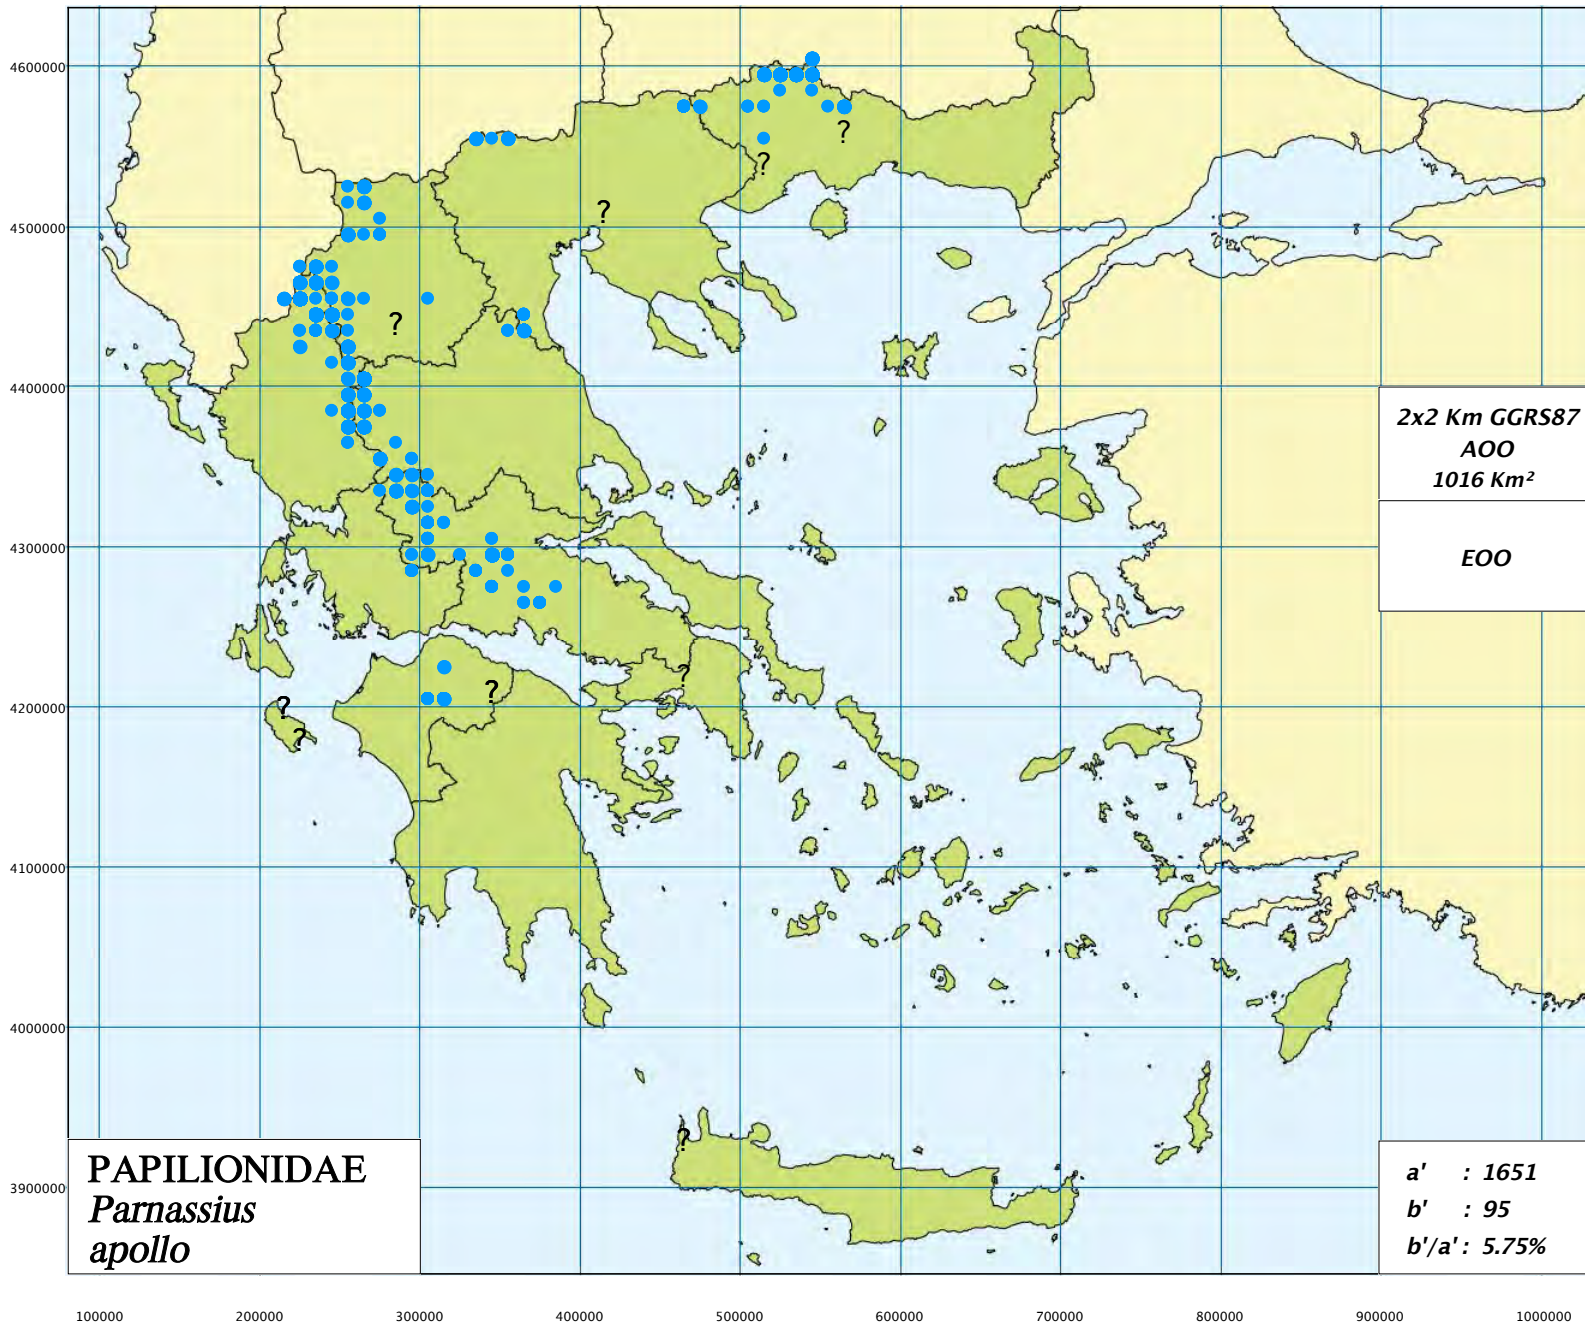 4600000
4500000
4400000
4300000
4200000
4100000
4000000
3900000
?
?
?
?
?
?
?
?
?
2x2 Km GGRS87
AOO
1016 Km²
EOO
PAPILIONIDAE
Parnassius
apollo
a' : 1651
b' : 95
b'/a' : 5.75%
100000 200000 300000 400000 500000 600000 700000 800000 900000 1000000